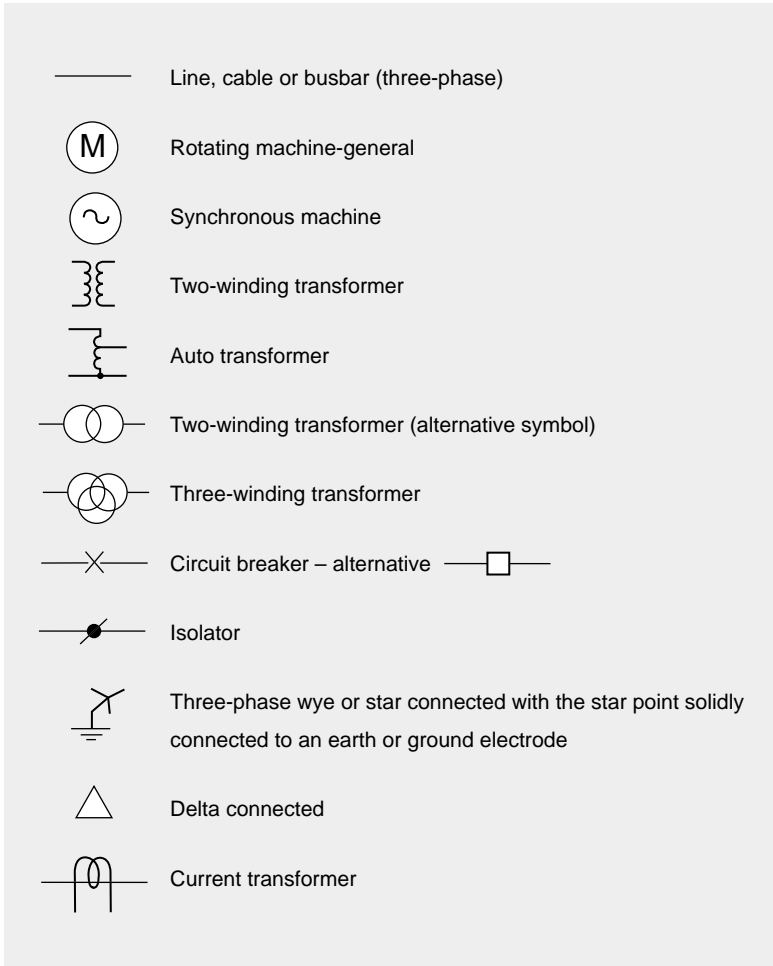 Line, cable or busbar (three-phase)
M
Rotating machine-general
Synchronous machine
Two-winding transformer
Auto transformer
Two-winding transformer (alternative symbol)
Three-winding transformer
Circuit breaker – alternative
Isolator
Three-phase wye or star connected with the star point solidly
connected to an earth or ground electrode
Delta connected
Current transformer